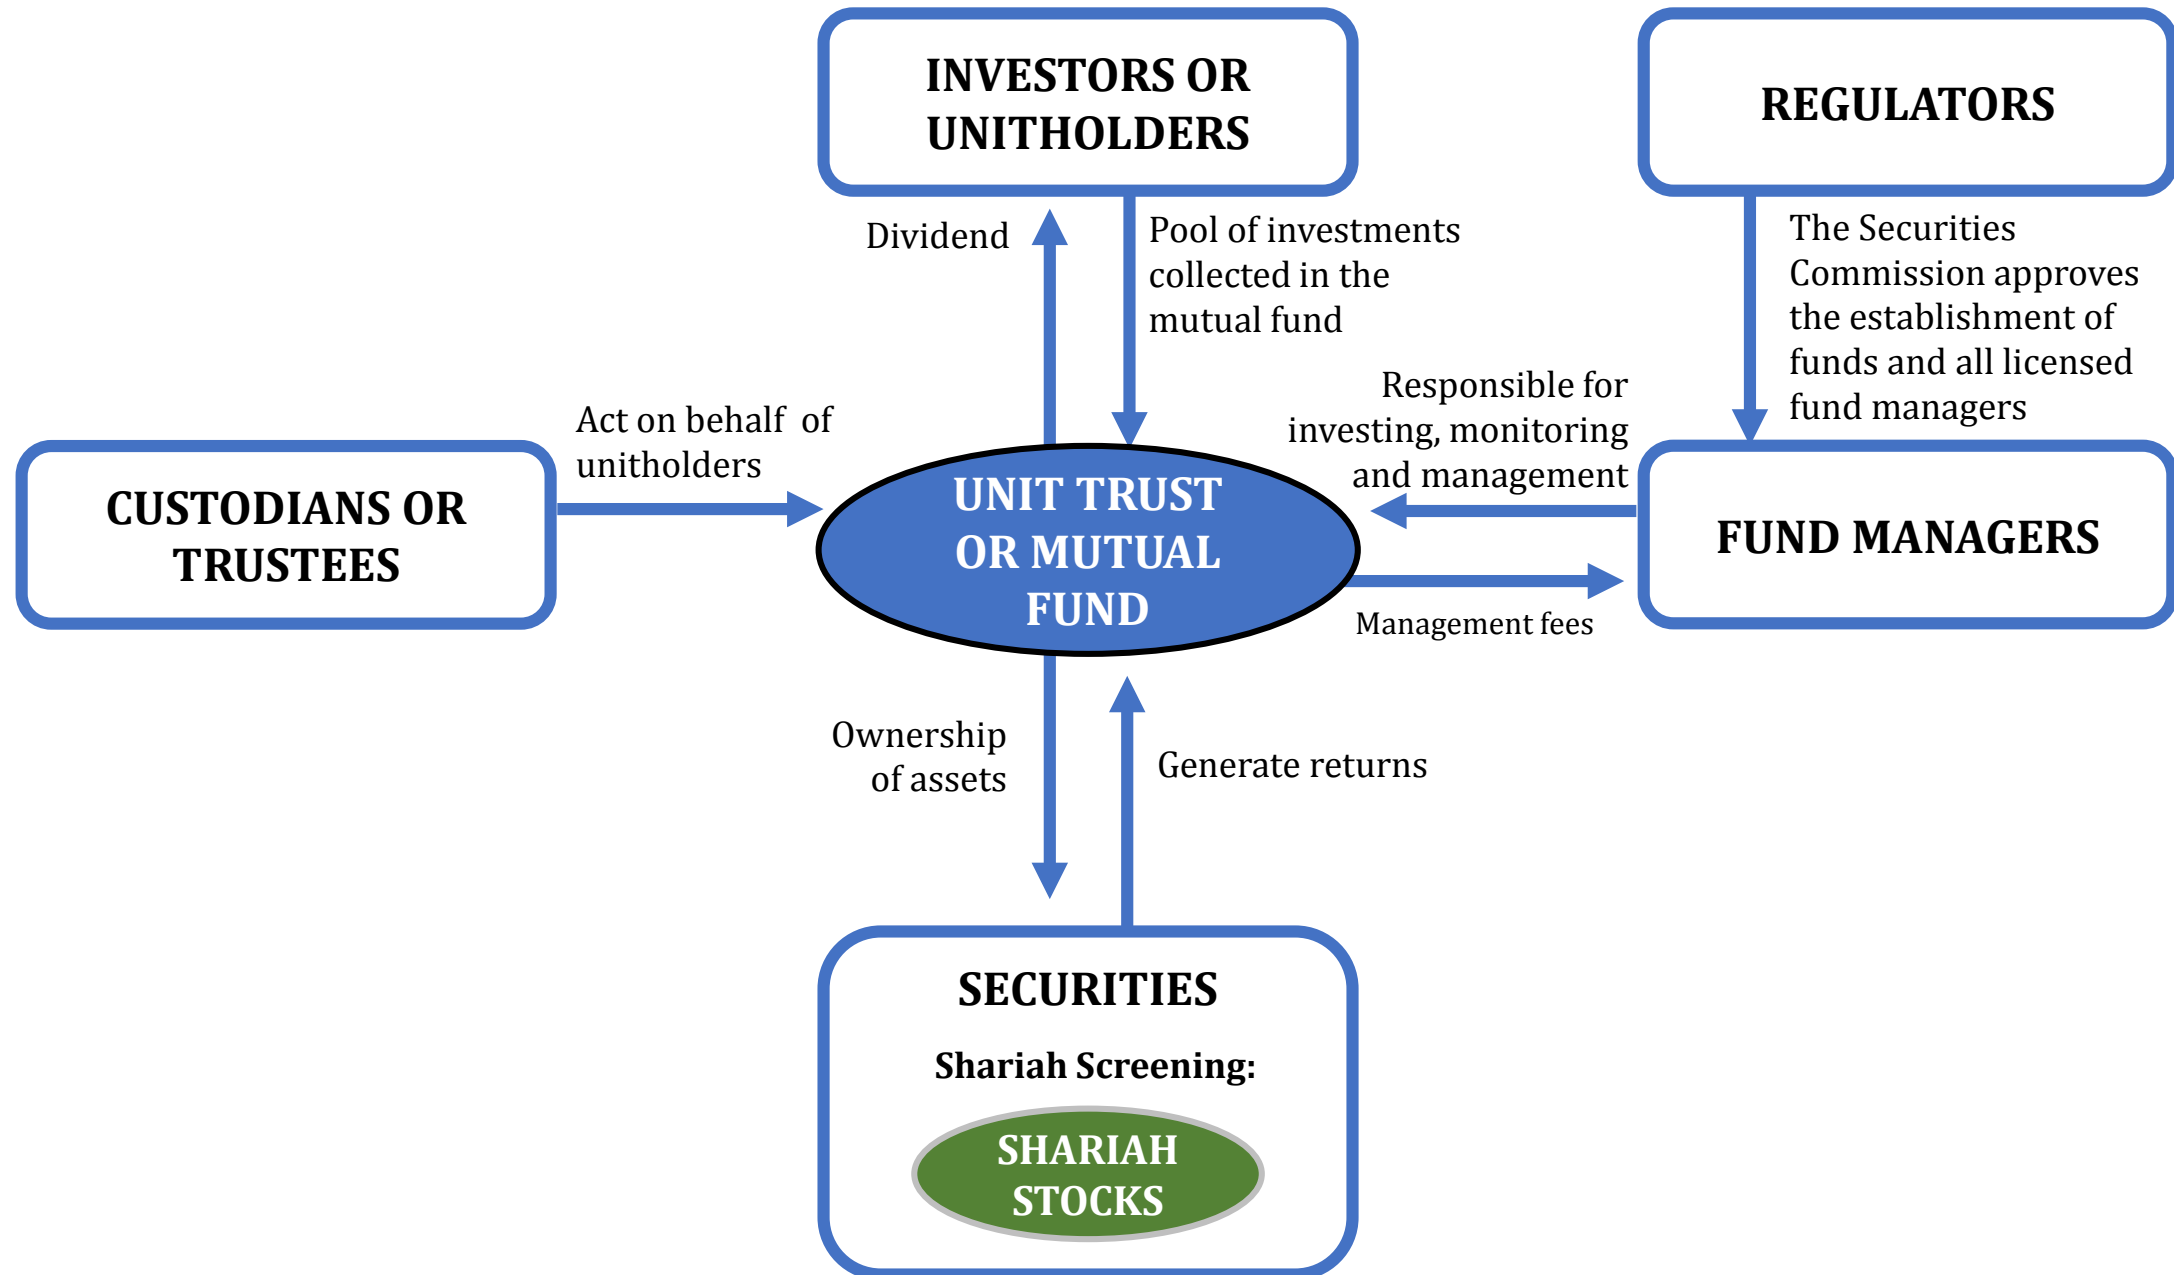 INVESTORS OR
UNITHOLDERS
REGULATORS
Dividend
Pool of investments
collected in the
mutual fund
The Securities
Commission approves
the establishment of
funds and all licensed
fund managers
Responsible for
investing, monitoring
and management
Act on behalf  of
unitholders
CUSTODIANS OR
TRUSTEES
UNIT TRUST
OR MUTUAL
FUND
FUND MANAGERS
Management fees
Ownership
of assets
Generate returns
SECURITIES
Shariah Screening:
SHARIAH
STOCKS